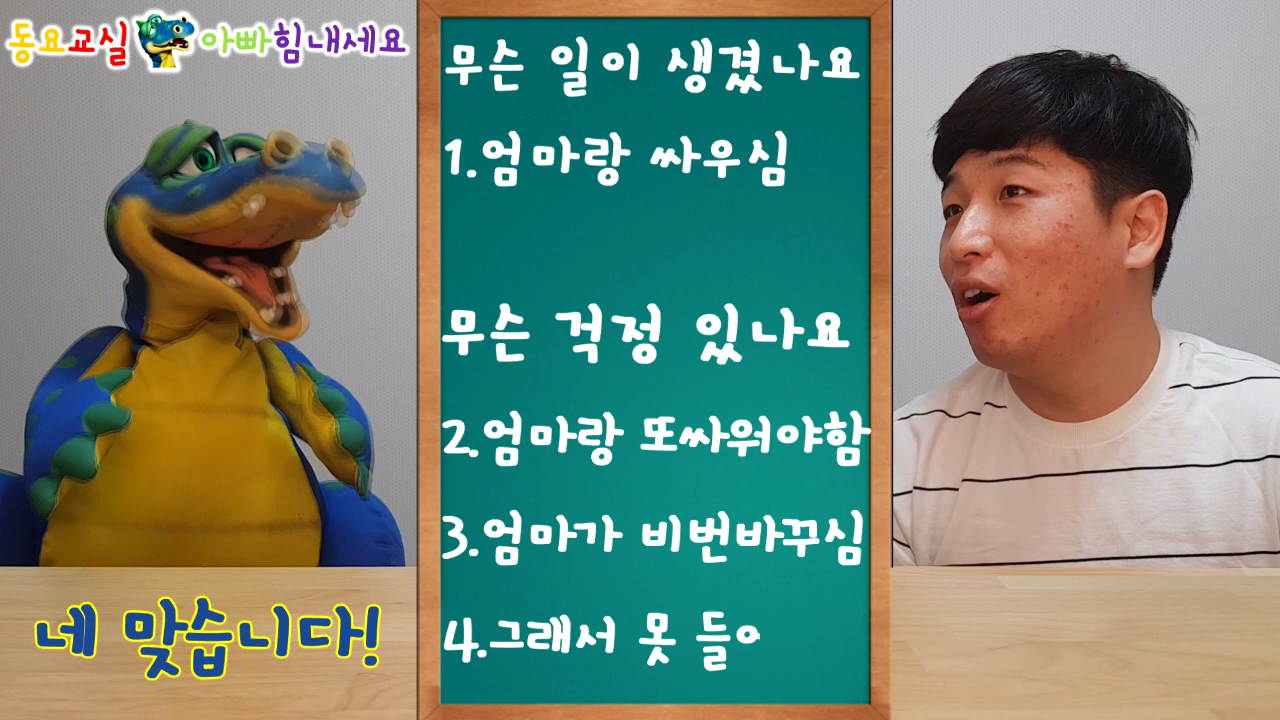 동요교실 아빠힘내세요
무슨 일이 생겼나요
1.엄마랑 싸우심
무슨 걱정 있나요
2.엄마랑 또싸워야함
3.엄마가 비번바꾸심
4.그래서 못 들
네 맞습니다!